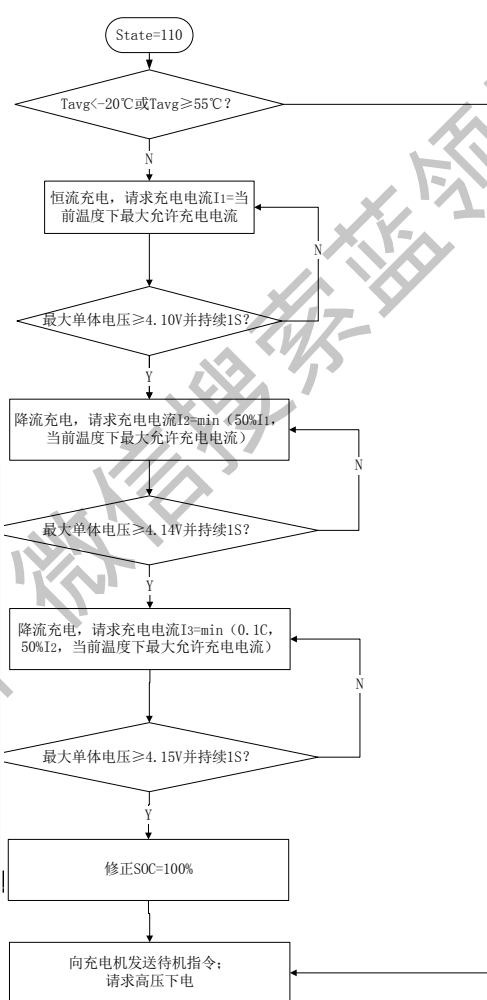 State=110
Tavg<-20℃或Tavg≥55℃?
N
恒流充电,请求充电电流I1=当
前温度下最大允许充电电流
N
最大单体电压≥4.10V并持续1S?
Y
降流充电,请求充电电流I2=min(50%I1,
当前温度下最大允许充电电流)
N
最大单体电压≥4.14V并持续1S?
Y
降流充电,请求充电电流I3=min(0.1C,
50%I2,当前温度下最大允许充电电流)
N
最大单体电压≥4.15V并持续1S?
Y
修正SOC=100%
向充电机发送待机指令;
请求高压下电
微信搜索蓝领